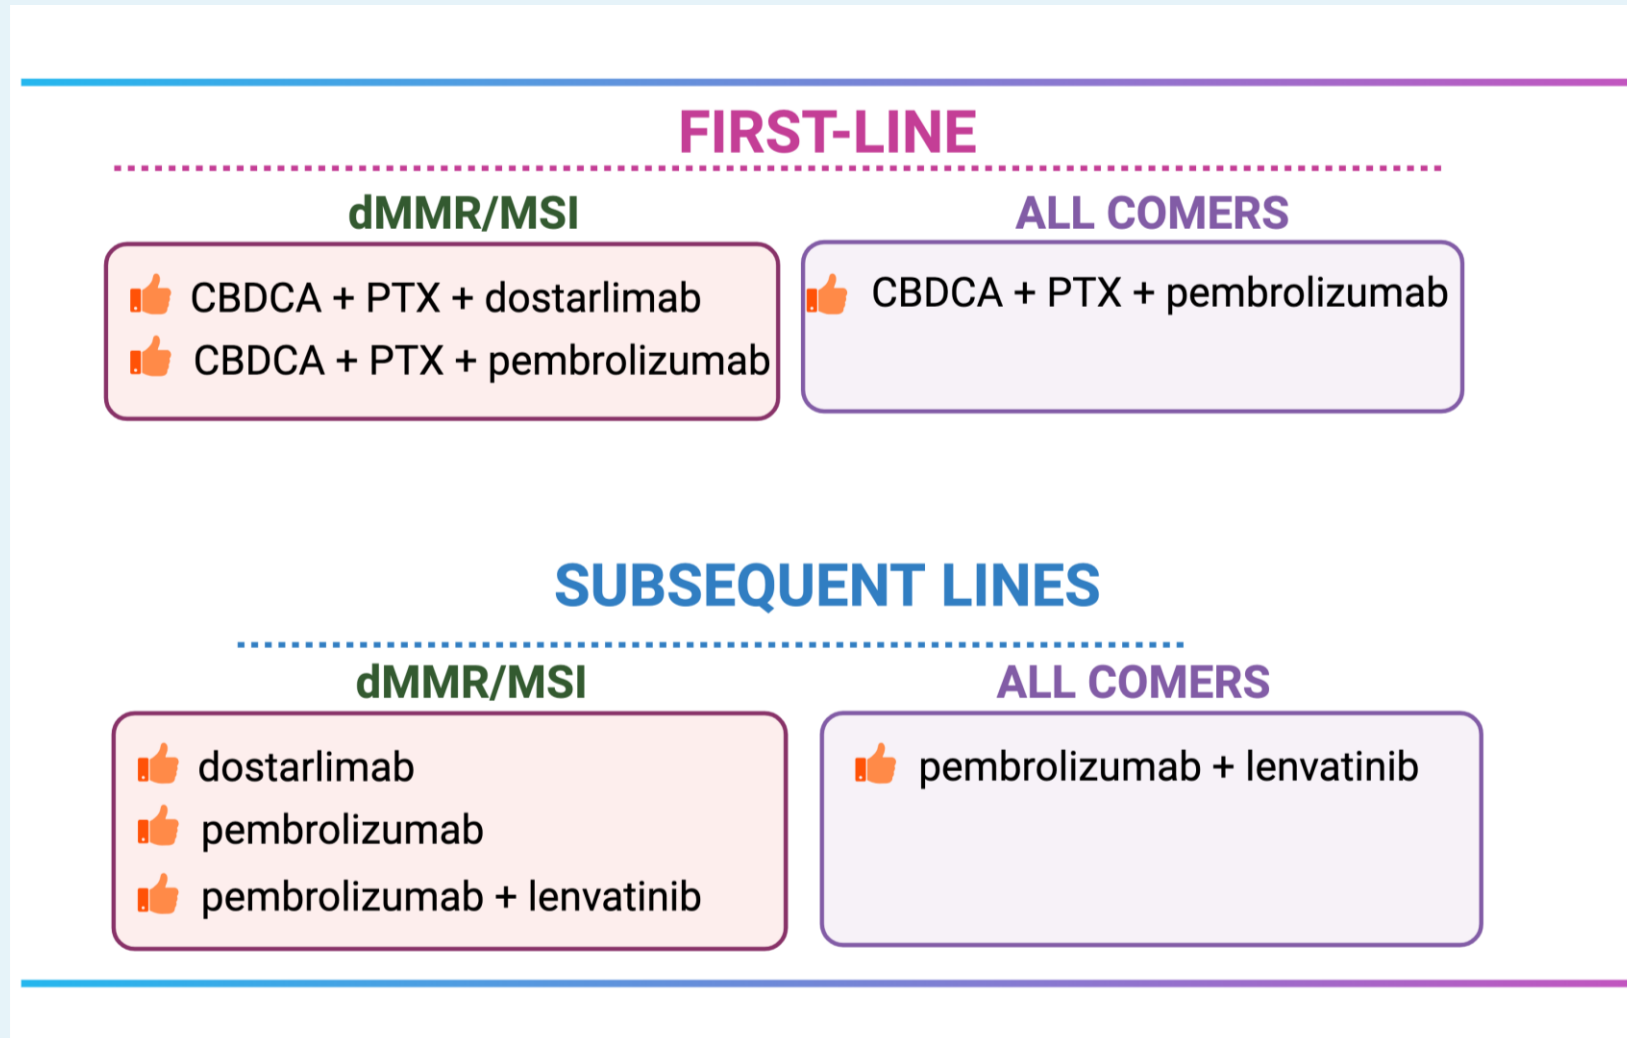 FIRST-LINE
dMMR/MSI
CBDCA + PTX + dostarlimab
CBDCA + PTX + pembrolizumab
ALL COMERS
CBDCA + PTX + pembrolizumab
SUBSEQUENT LINES
dMMR/MSI
dostarlimab
pembrolizumab
pembrolizumab + lenvatinib
ALL COMERS
pembrolizumab + lenvatinib